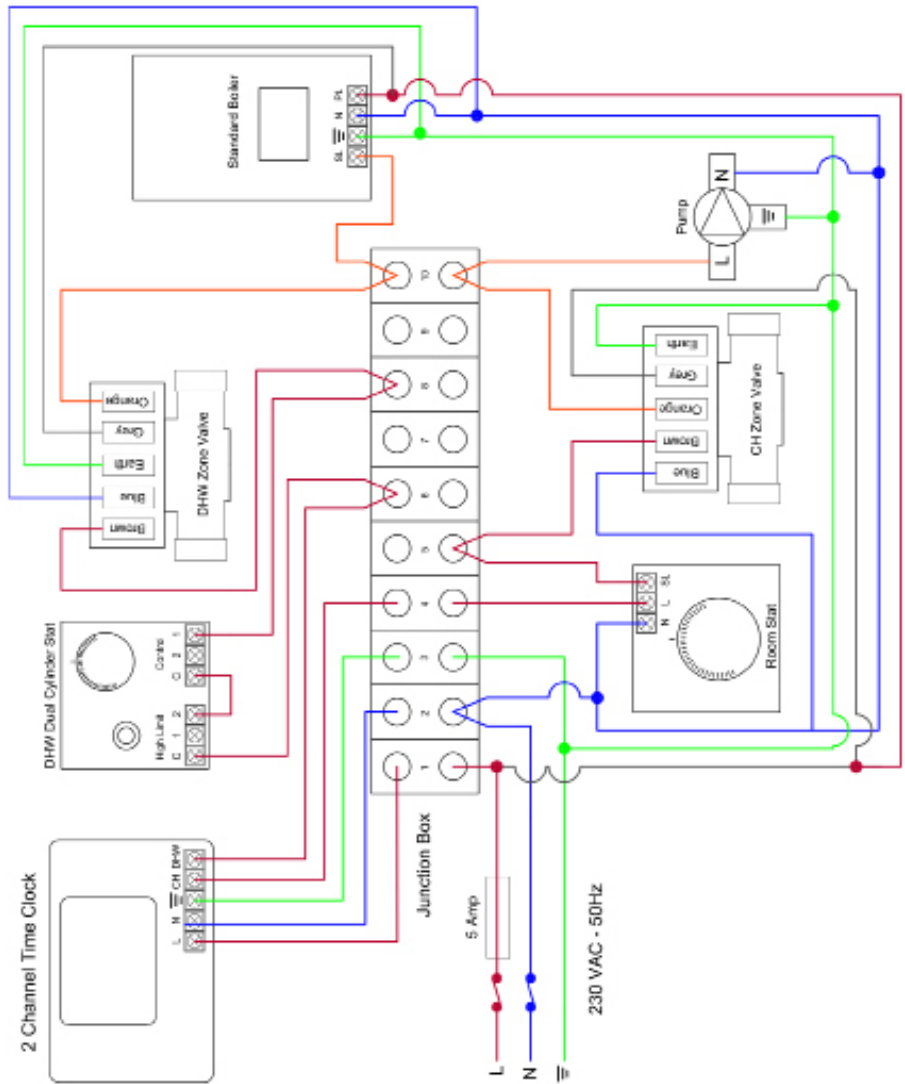 2 Channel Time Clock
L
N
CH
DHW
DHW Dual Cylinder Stat
High Limit
Control
C
1
2
C
2
1
Brown
Blue
Earth
Grey
Orange
DHW Zone Valve
Standard Boiler
SL
N
PL
Junction Box
1
2
3
4
5
6
7
8
9
10
L
5 Amp
N
230 VAC - 50Hz
N
L
SL
Room Stat
Blue
Brown
Orange
Grey
Earth
CH Zone Valve
Pump
L
N